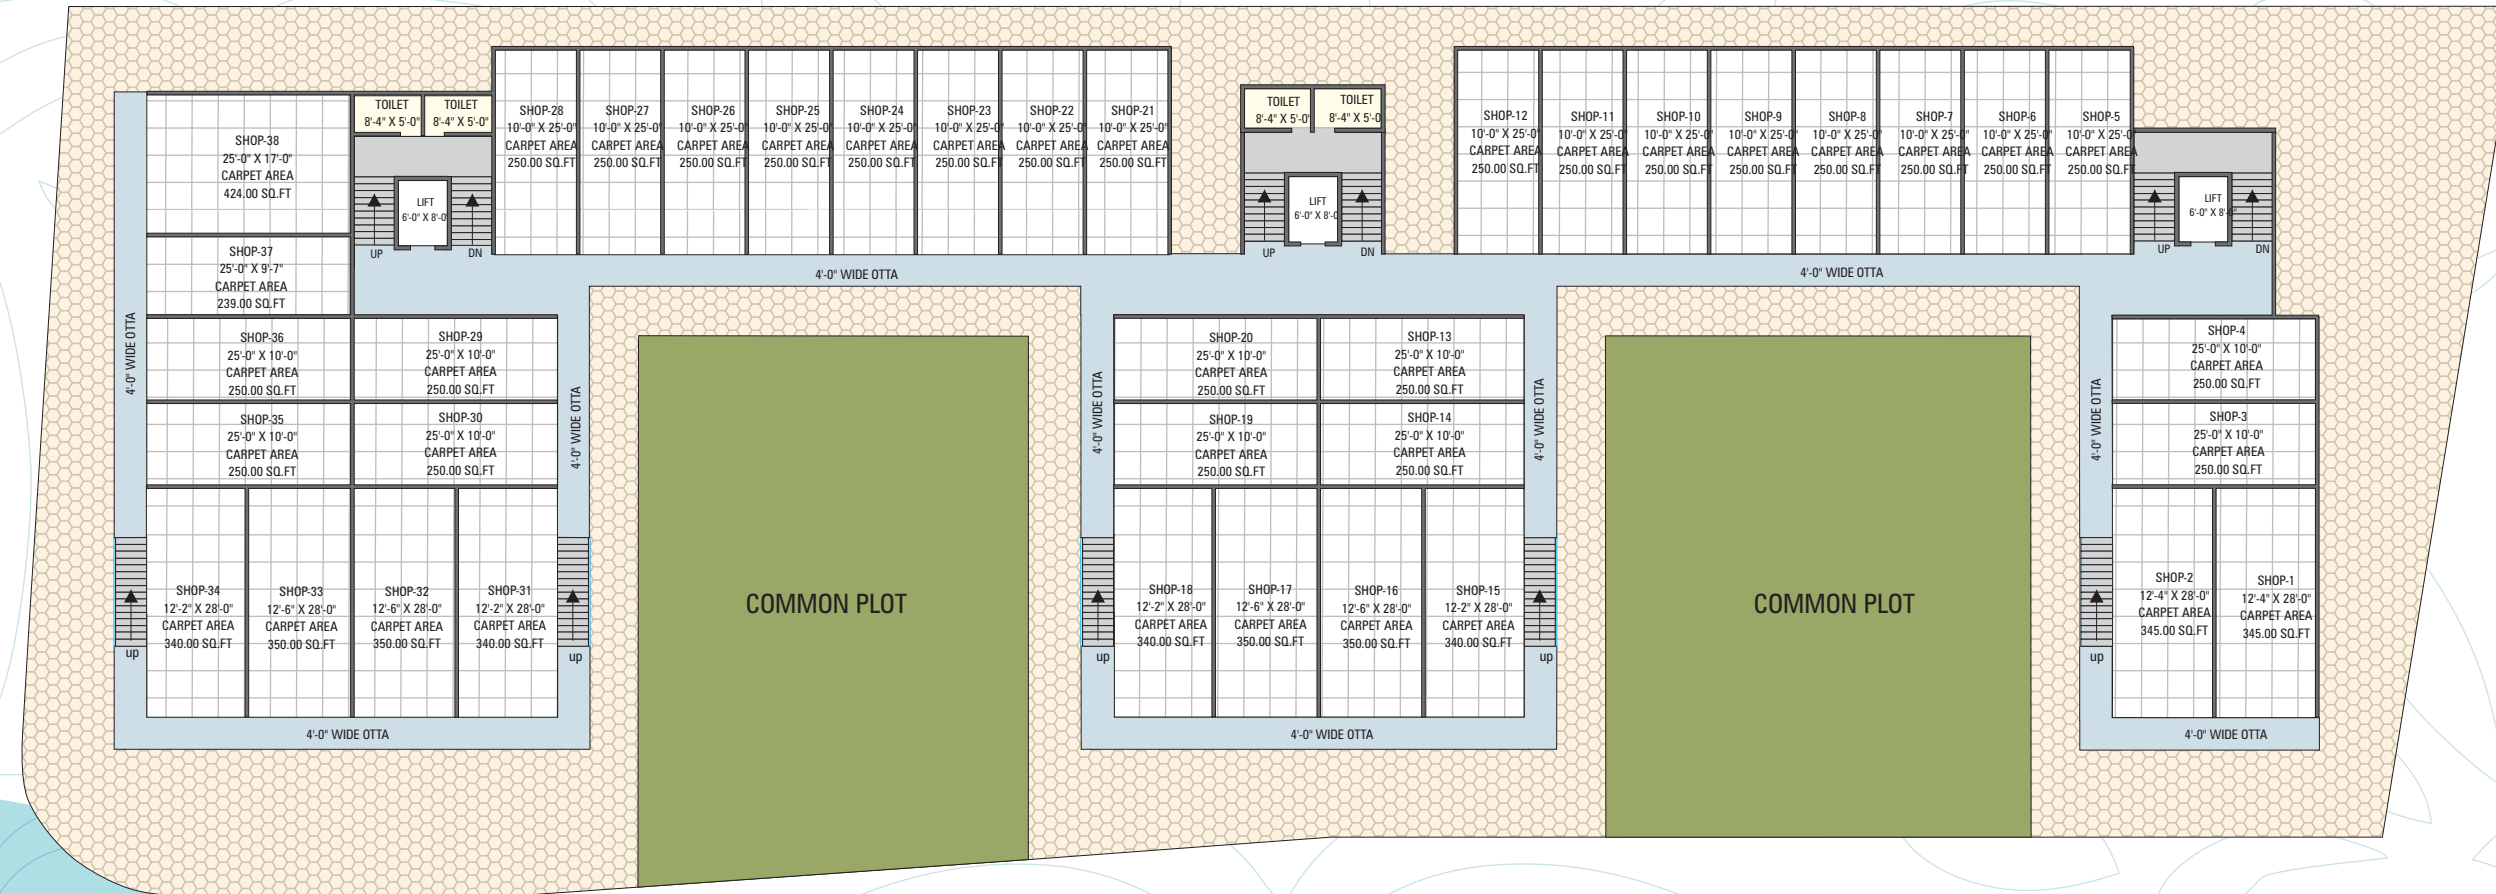 TOILET
8'-4" X 5'-0"
TOILET
8'-4" X 5'-0"
SHOP-28
10'-0" X 25'-0"
CARPET AREA
250.00 SQ.FT
SHOP-27
10'-0" X 25'-0"
CARPET AREA
250.00 SQ.FT
SHOP-26
10'-0" X 25'-0"
CARPET AREA
250.00 SQ.FT
SHOP-25
10'-0" X 25'-0"
CARPET AREA
250.00 SQ.FT
SHOP-24
10'-0" X 25'-0"
CARPET AREA
250.00 SQ.FT
SHOP-23
10'-0" X 25'-0"
CARPET AREA
250.00 SQ.FT
SHOP-22
10'-0" X 25'-0"
CARPET AREA
250.00 SQ.FT
SHOP-21
10'-0" X 25'-0"
CARPET AREA
250.00 SQ.FT
TOILET
8'-4" X 5'-0"
TOILET
8'-4" X 5'-0
SHOP-12
10'-0" X 25'-0"
CARPET AREA
250.00 SQ.FT
SHOP-11
10'-0" X 25'-0"
CARPET AREA
250.00 SQ.FT
SHOP-10
10'-0" X 25'-0"
CARPET AREA
250.00 SQ.FT
SHOP-9
10'-0" X 25'-0"
CARPET AREA
250.00 SQ.FT
SHOP-8
10'-0" X 25'-0"
CARPET AREA
250.00 SQ.FT
SHOP-7
10'-0" X 25'-0"
CARPET AREA
250.00 SQ.FT
SHOP-6
10'-0" X 25'-0"
CARPET AREA
250.00 SQ.FT
SHOP-5
10'-0" X 25'-0"
CARPET AREA
250.00 SQ.FT
SHOP-38
25'-0" X 17'-0"
CARPET AREA
424.00 SQ.FT
LIFT
6'-0" X 8'-0"
UP
DN
LIFT
6'-0" X 8'-0
UP
DN
LIFT
6'-0" X 8'-0"
UP
DN
SHOP-37
25'-0" X 9'-7"
CARPET AREA
239.00 SQ.FT
4'-0" WIDE OTTA
4'-0" WIDE OTTA
4'-0" WIDE OTTA
SHOP-36
25'-0" X 10'-0"
CARPET AREA
250.00 SQ.FT
SHOP-29
25'-0" X 10'-0"
CARPET AREA
250.00 SQ.FT
4'-0" WIDE OTTA
SHOP-35
25'-0" X 10'-0"
CARPET AREA
250.00 SQ.FT
SHOP-30
25'-0" X 10'-0"
CARPET AREA
250.00 SQ.FT
4'-0" WIDE OTTA
SHOP-20
25'-0" X 10'-0"
CARPET AREA
250.00 SQ.FT
SHOP-13
25'-0" X 10'-0"
CARPET AREA
250.00 SQ.FT
SHOP-19
25'-0" X 10'-0"
CARPET AREA
250.00 SQ.FT
SHOP-14
25'-0" X 10'-0"
CARPET AREA
250.00 SQ.FT
4'-0" WIDE OTTA
4'-0" WIDE OTTA
SHOP-4
25'-0" X 10'-0"
CARPET AREA
250.00 SQ.FT
SHOP-3
25'-0" X 10'-0"
CARPET AREA
250.00 SQ.FT
SHOP-34
12'-2" X 28'-0"
CARPET AREA
340.00 SQ.FT
SHOP-33
12'-6" X 28'-0"
CARPET AREA
350.00 SQ.FT
SHOP-32
12'-6" X 28'-0"
CARPET AREA
350.00 SQ.FT
SHOP-31
12'-2" X 28'-0"
CARPET AREA
340.00 SQ.FT
COMMON PLOT
SHOP-18
12'-2" X 28'-0"
CARPET AREA
340.00 SQ.FT
SHOP-17
12'-6" X 28'-0"
CARPET AREA
350.00 SQ.FT
SHOP-16
12'-6" X 28'-0"
CARPET AREA
350.00 SQ.FT
SHOP-15
12'-2" X 28'-0"
CARPET AREA
340.00 SQ.FT
COMMON PLOT
SHOP-2
12'-4" X 28'-0"
CARPET AREA
345.00 SQ.FT
SHOP-1
12'-4" X 28'-0"
CARPET AREA
345.00 SQ.FT
up
up
up
up
up
4'-0" WIDE OTTA
4'-0" WIDE OTTA
4'-0" WIDE OTTA